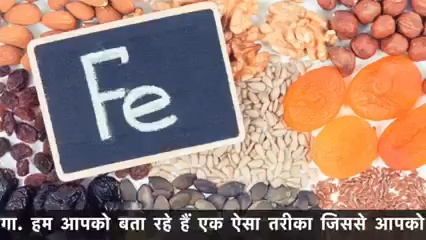 Fe
गा. हम आपको बता रहे हैं एक ऐसा तरीका जिससे आपको